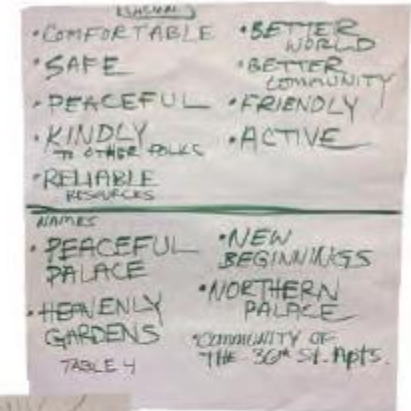 • COMFORTABLE
• SAFE
• PEACEFUL
• KINDLY
TO OTHER FOLKS
• RELIABLE
RESOURCES
• BETTER
WORLD
• BETTER
COMMUNITY
• FRIENDLY
• ACTIVE
NAMES
• PEACEFUL
PALACE
• HEAVENLY
GARDENS
TABLE 4
• NEW
BEGINNINGS
• NORTHERN
PALACE
• COMMUNITY OF
THE 36th St. Apts.